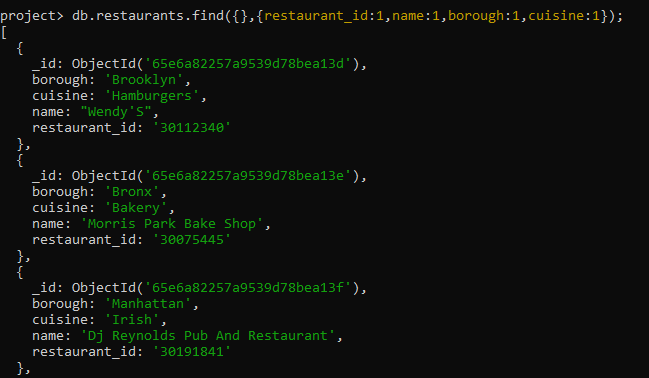 project> db.restaurants.find({},{restaurant_id:1,name:1,borough:1,cuisine:1});
[
  {
    _id: ObjectId('65e6a82257a9539d78bea13d'),
    borough: 'Brooklyn',
    cuisine: 'Hamburgers',
    name: "Wendy'S",
    restaurant_id: '30112340'
  },
  {
    _id: ObjectId('65e6a82257a9539d78bea13e'),
    borough: 'Bronx',
    cuisine: 'Bakery',
    name: 'Morris Park Bake Shop',
    restaurant_id: '30075445'
  },
  {
    _id: ObjectId('65e6a82257a9539d78bea13f'),
    borough: 'Manhattan',
    cuisine: 'Irish',
    name: 'Dj Reynolds Pub And Restaurant',
    restaurant_id: '30191841'
  },